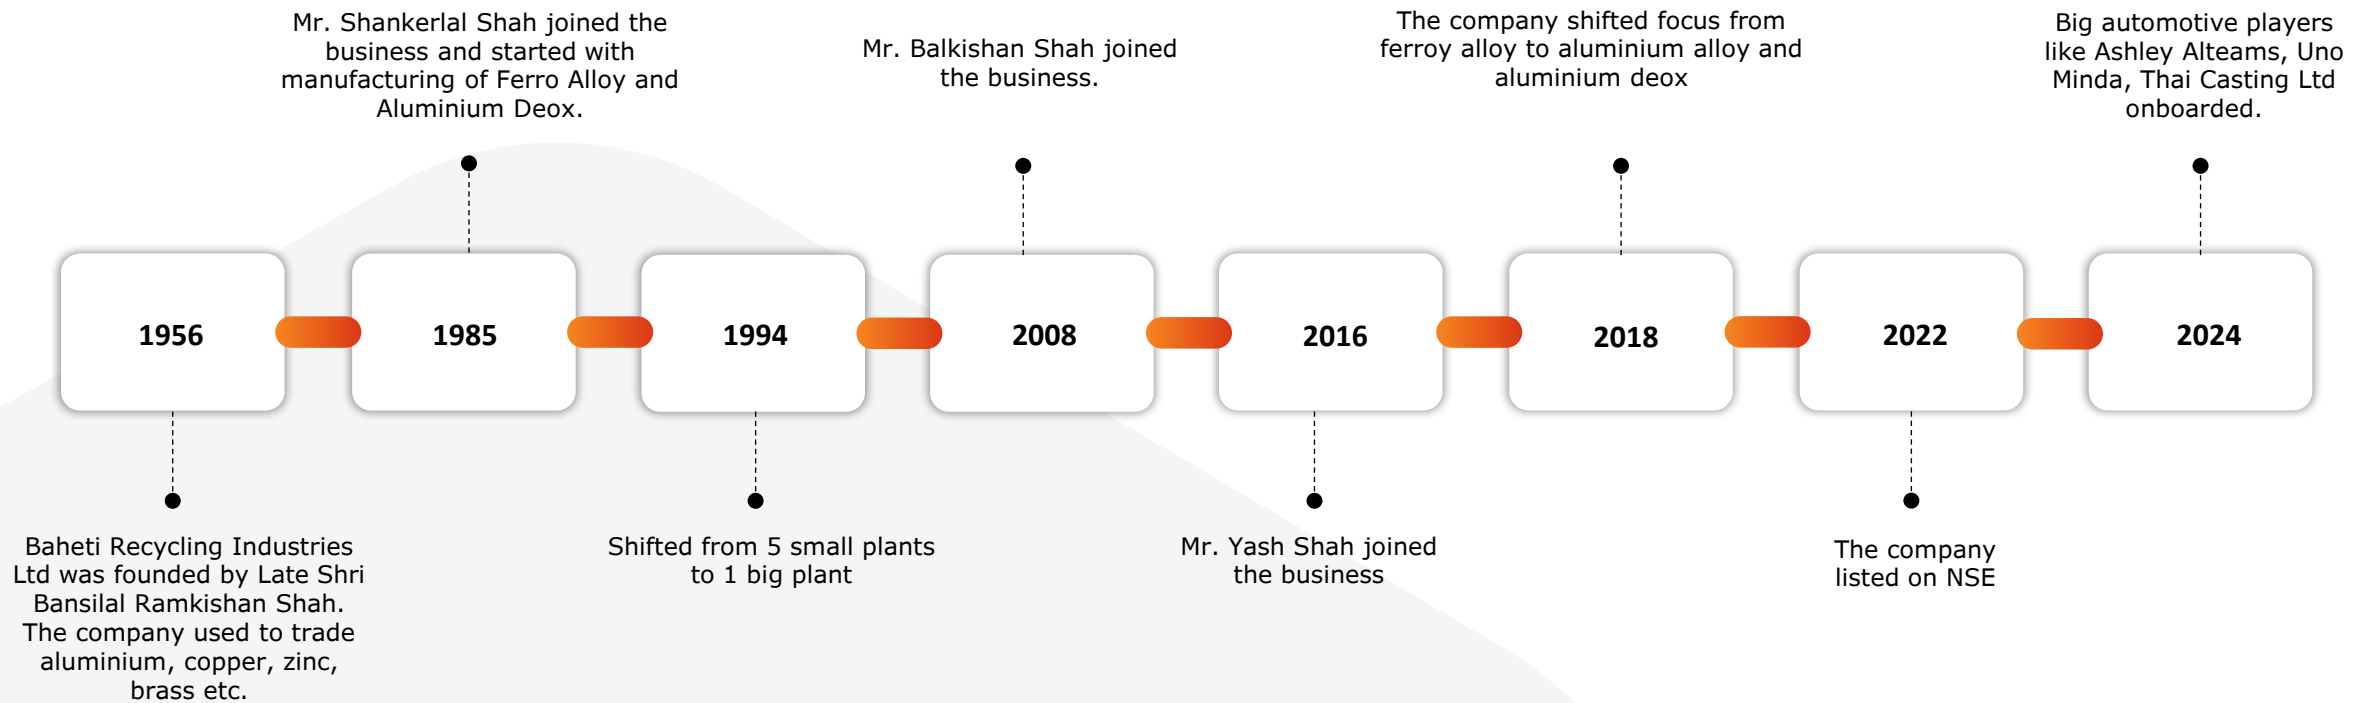 Mr. Shankerlal Shah joined the
business and started with
manufacturing of Ferro Alloy and
Aluminium Deox.
Mr. Balkishan Shah joined
the business.
The company shifted focus from
ferroy alloy to aluminium alloy and
aluminium deox
Big automotive players
like Ashley Alteams, Uno
Minda, Thai Casting Ltd
onboarded.
1956
1985
1994
2008
2016
2018
2022
2024
Baheti Recycling Industries
Ltd was founded by Late Shri
Bansilal Ramkishan Shah.
The company used to trade
aluminium, copper, zinc,
brass etc.
Shifted from 5 small plants
to 1 big plant
Mr. Yash Shah joined
the business
The company
listed on NSE